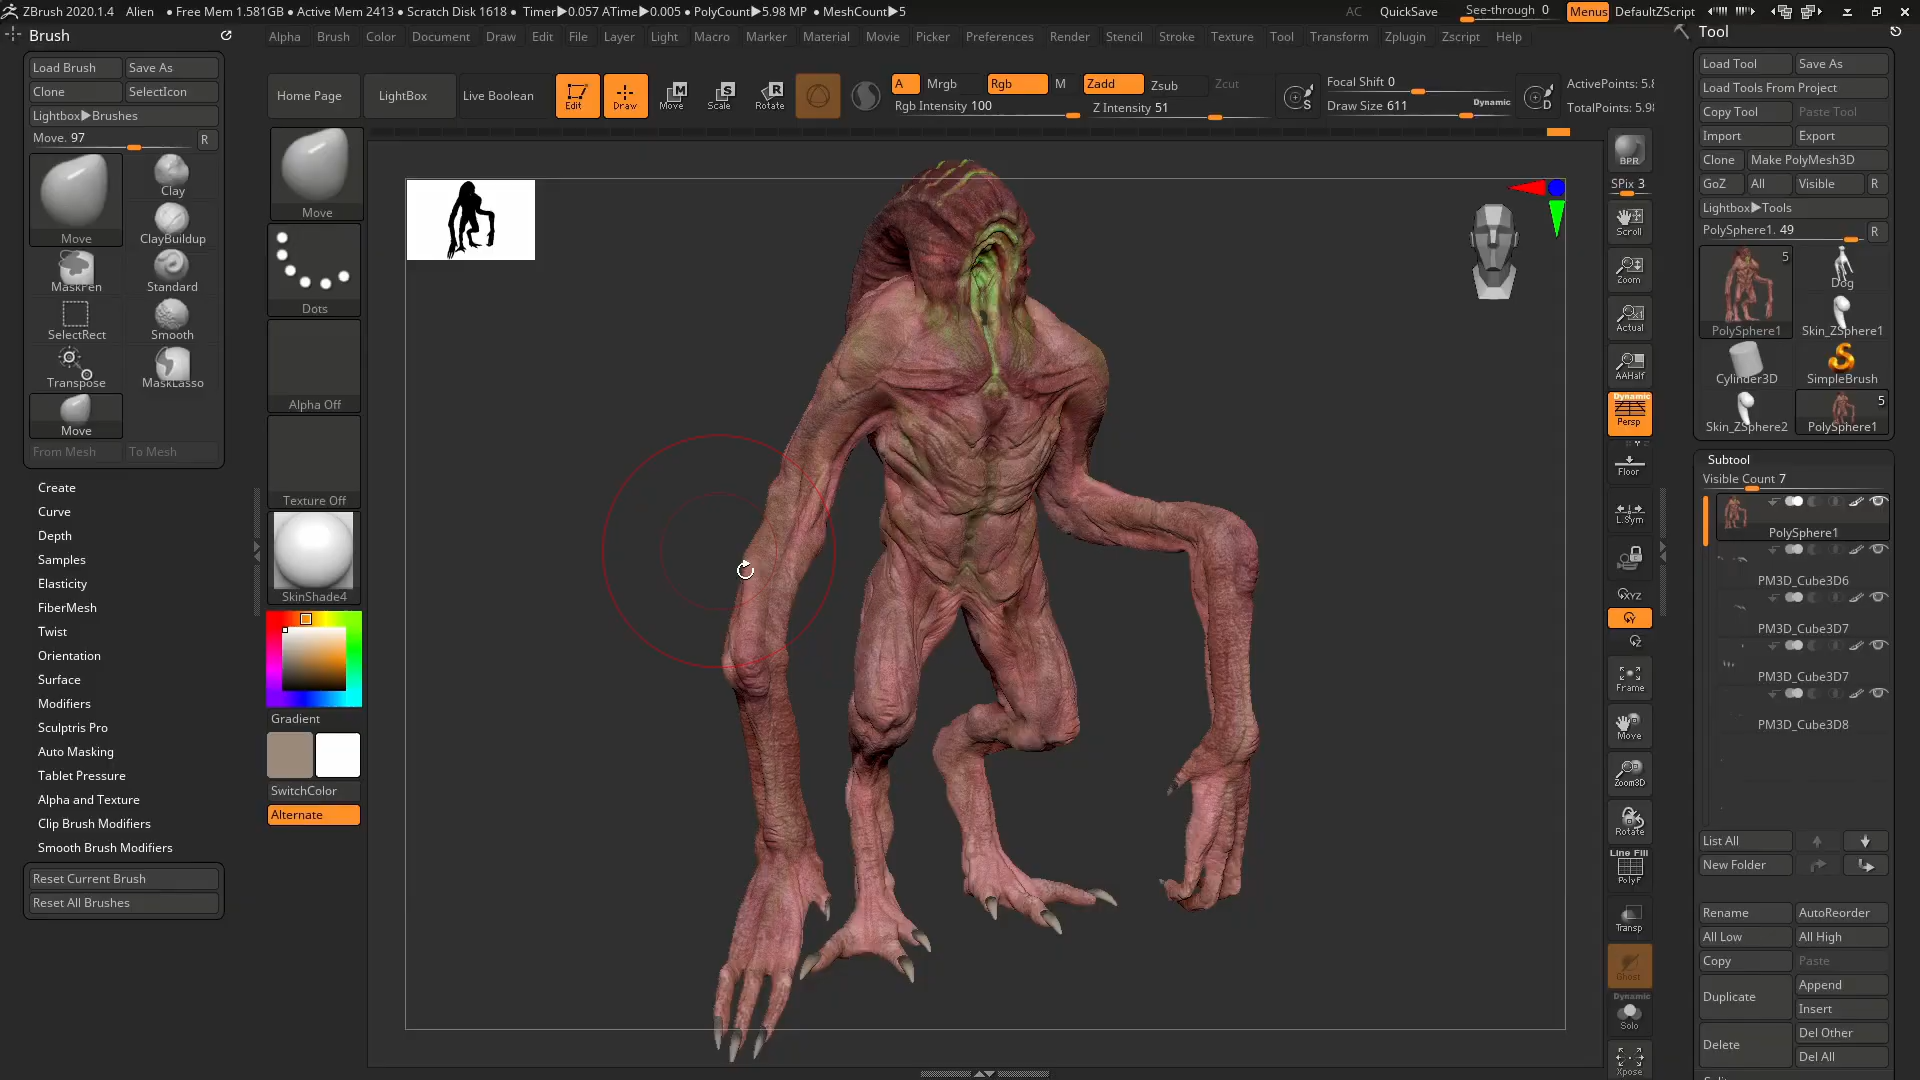 ZBrush 2020.1.4 Alien • Free Mem 1.581GB • Active Mem 2413 • Scratch Disk 1618 • Timer▶0.057 ATime▶0.005 • PolyCount▶5.98 MP • MeshCount▶5 AC QuickSave See-through 0 Menus DefaultZScript
Brush
Alpha Brush Color Document Draw Edit File Layer Light Macro Marker Material Movie Picker Preferences Render Stencil Stroke Texture Tool Transform Zplugin Zscript Help
Tool
Load Brush Save As
Clone SelectIcon
Lightbox▶Brushes
Move. 97 R
Move
Clay
ClayBuildup
MaskPen Standard
SelectRect Smooth
Transpose MaskLasso
Move
From Mesh To Mesh
Create
Curve
Depth
Samples
Elasticity
FiberMesh
Twist
Orientation
Surface
Modifiers
Sculptris Pro
Auto Masking
Tablet Pressure
Alpha and Texture
Clip Brush Modifiers
Smooth Brush Modifiers
Reset Current Brush
Reset All Brushes
Home Page LightBox Live Boolean Edit Draw Move Scale Rotate
M S R
A Mrgb Rgb M Zadd Zsub Zcut
Rgb Intensity 100 Z Intensity 51
S
Focal Shift 0
Draw Size 611 Dynamic
D
ActivePoints: 5.8
TotalPoints: 5.98
Move
Dots
Alpha Off
Texture Off
SkinShade4
Gradient
SwitchColor
Alternate
BPR
SPix 3
Scroll
Zoom
Actual
AAHalf
Dynamic
Persp
Floor
L.Sym
XYZ
Y
Z
Frame
Move
Zoom3D
Rotate
Line Fill
PolyF
Transp
Ghost
Dynamic
Solo
Xpose
Load Tool Save As
Load Tools From Project
Copy Tool Paste Tool
Import Export
Clone Make PolyMesh3D
GoZ All Visible R
Lightbox▶Tools
PolySphere1. 49 R
5
PolySphere1
Dog
Skin_ZSphere1
Cylinder3D SimpleBrush
5
Skin_ZSphere2 PolySphere1
Subtool
Visible Count 7
PolySphere1
PM3D_Cube3D6
PM3D_Cube3D7
PM3D_Cube3D7
PM3D_Cube3D8
List All
New Folder
Rename AutoReorder
All Low All High
Copy Paste
Duplicate Append
Insert
Delete Del Other
Del All